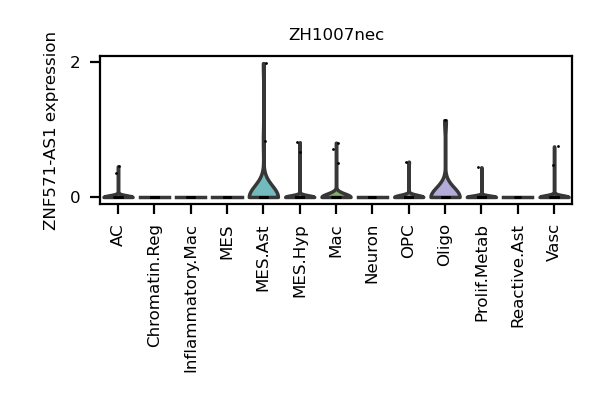 ZH1007nec
ZNF571-AS1 expression
2
0
AC
Chromatin.Reg
Inflammatory.Mac
MES
MES.Ast
MES.Hyp
Mac
Neuron
OPC
Oligo
Prolif.Metab
Reactive.Ast
Vasc